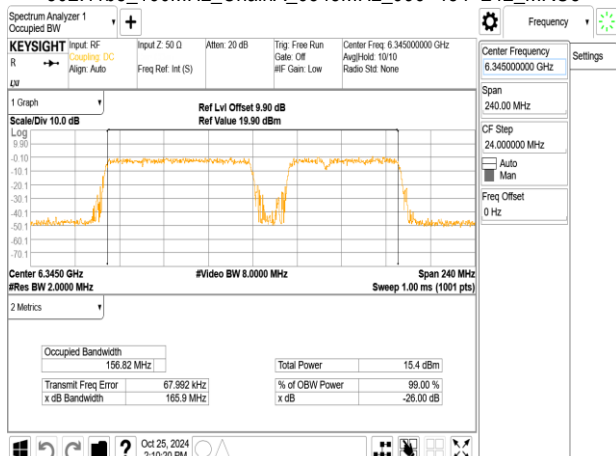 Spectrum Analyzer 1
Occupied BW
+
Frequency
KEYSIGHT
Input: RF
Input Z: 50 Ω
Atten: 20 dB
Trig: Free Run
Center Freq: 6.345000000 GHz
R
Coupling: DC
Gate: Off
Avg|Hold: 10/10
Align: Auto
Freq Ref: Int (S)
#IF Gain: Low
Radio Std: None
Center Frequency
6.345000000 GHz
Settings
Span
240.00 MHz
CF Step
24.000000 MHz
Auto
Man
Freq Offset
0 Hz
1 Graph
Ref Lvl Offset 9.90 dB
Scale/Div 10.0 dB
Ref Value 19.90 dBm
Log
9.90
-0.10
-10.1
-20.1
-30.1
-40.1
-50.1
-60.1
-70.1
Center 6.3450 GHz
#Video BW 8.0000 MHz
Span 240 MHz
#Res BW 2.0000 MHz
Sweep 1.00 ms (1001 pts)
2 Metrics
Occupied Bandwidth
156.82 MHz
Total Power
15.4 dBm
Transmit Freq Error
67.992 kHz
% of OBW Power
99.00 %
x dB Bandwidth
165.9 MHz
x dB
-26.00 dB
?
Oct 25, 2024
2:10:20 PM